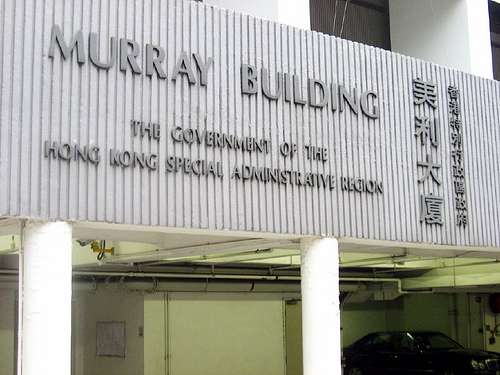 MURRAY BUILDING
THE GOVERNMENT OF THE
HONG KONG SPECIAL ADMINISTRATIVE REGION
美利大廈
香港特別行政區政府